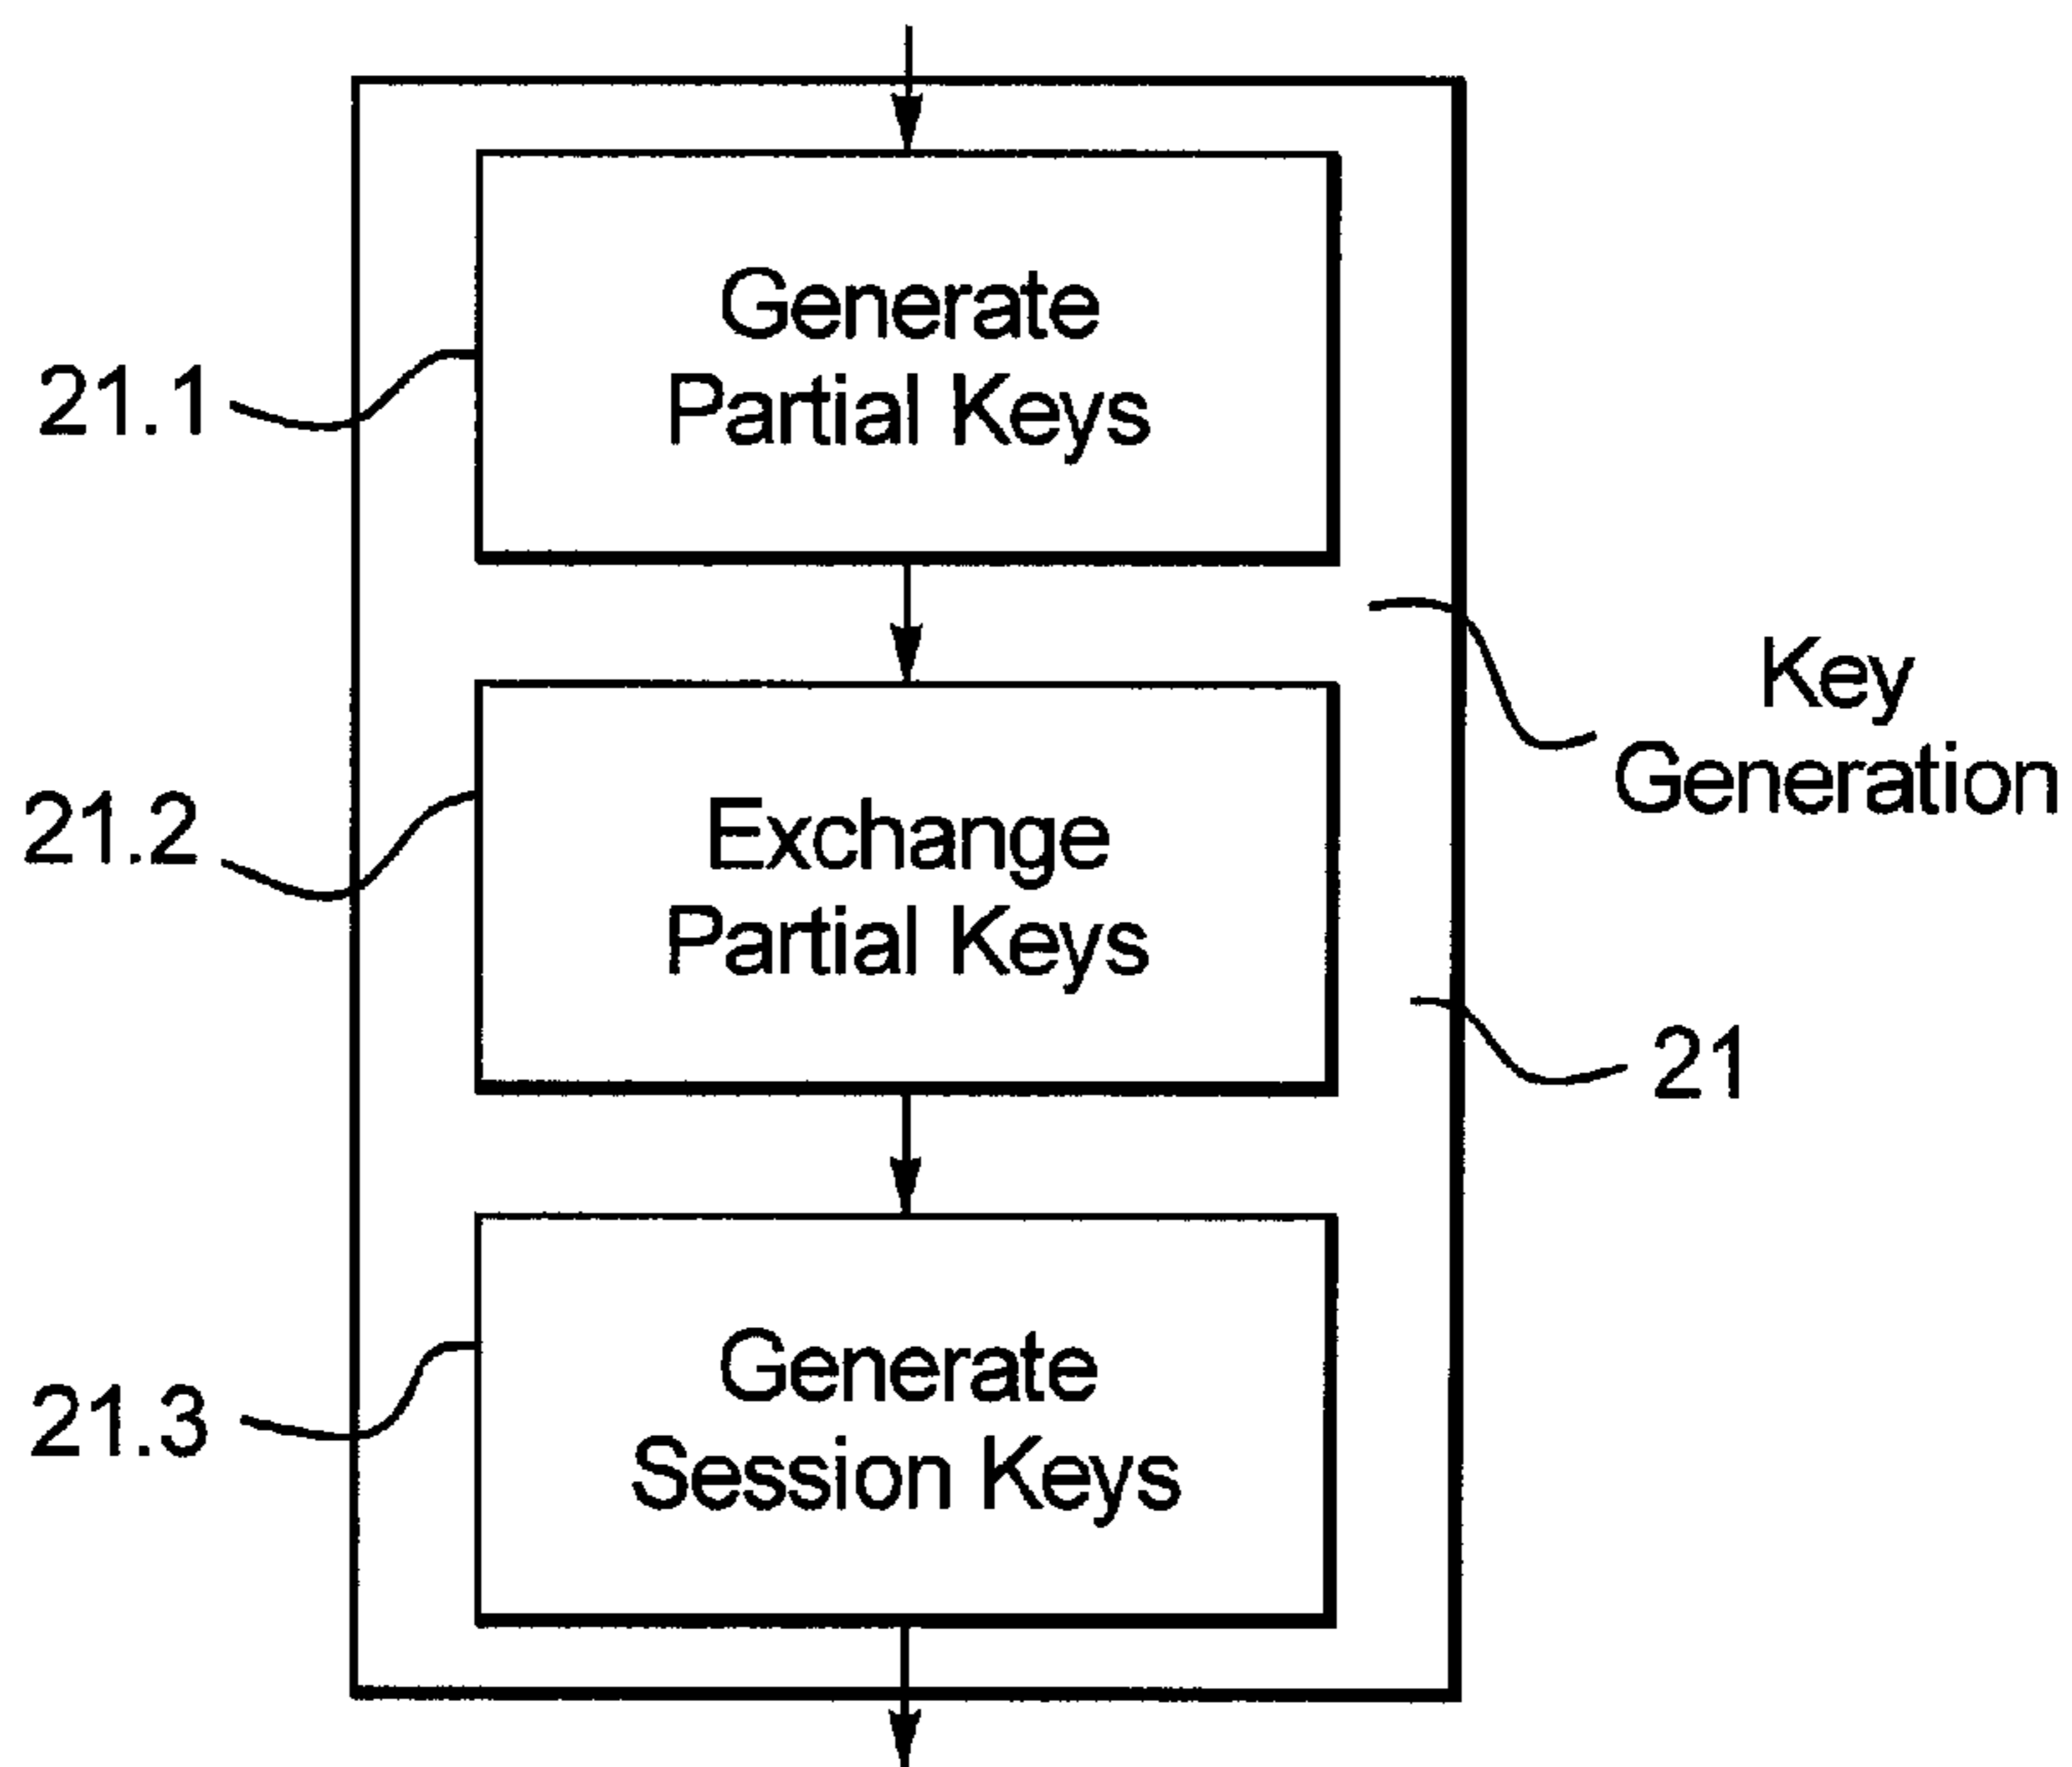 Generate
Partial Keys
21.1
Key
Generation
Exchange
Partial Keys
21.2
21
Generate
Session Keys
21.3